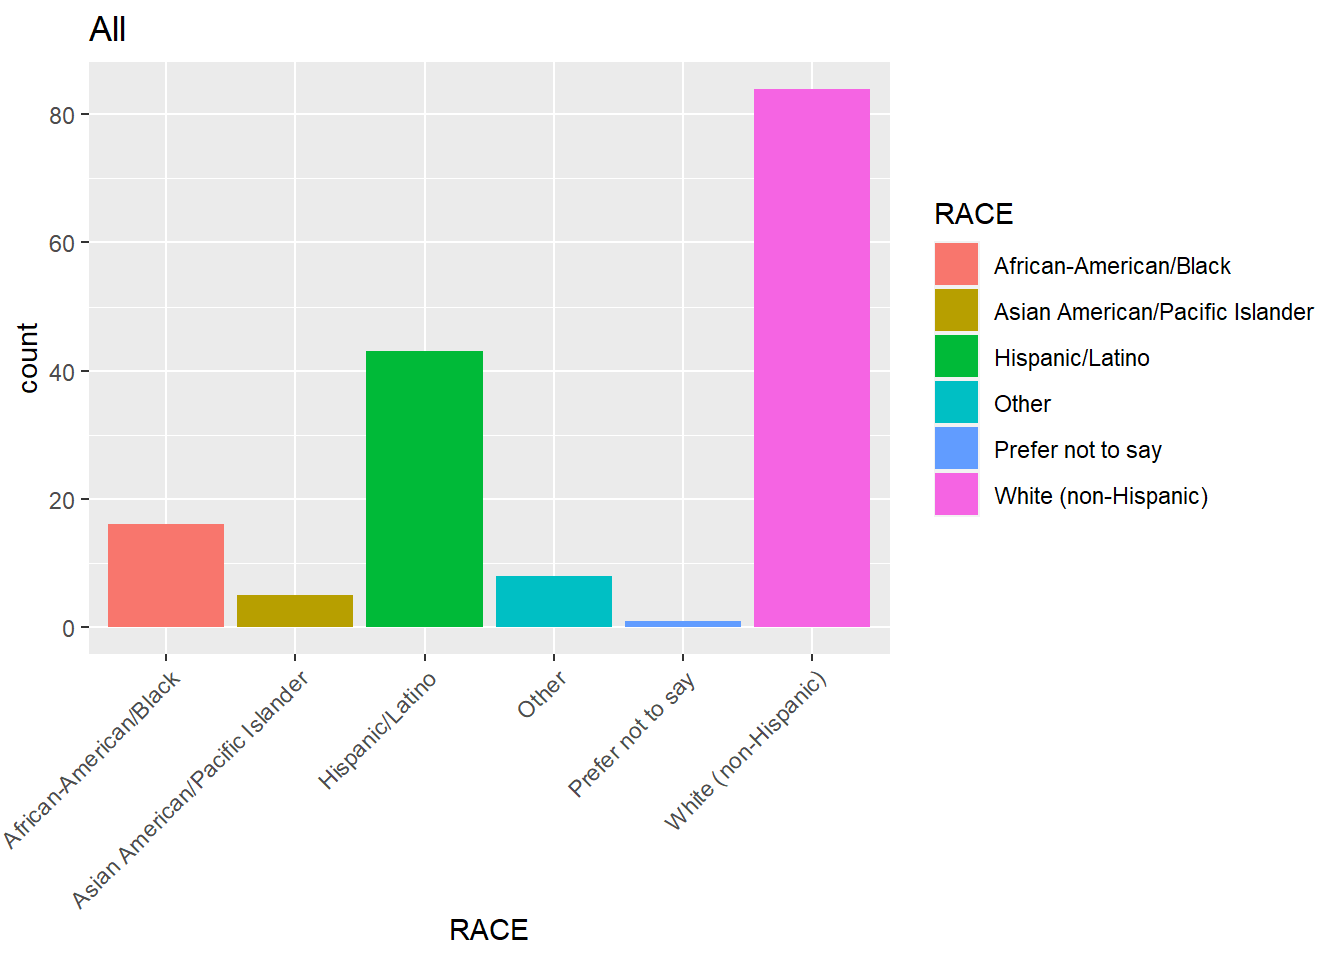 All
80
60
40
20
0
count
African-American/Black
Asian American/Pacific Islander
Hispanic/Latino
Other
Prefer not to say
White (non-Hispanic)
RACE
RACE
African-American/Black
Asian American/Pacific Islander
Hispanic/Latino
Other
Prefer not to say
White (non-Hispanic)